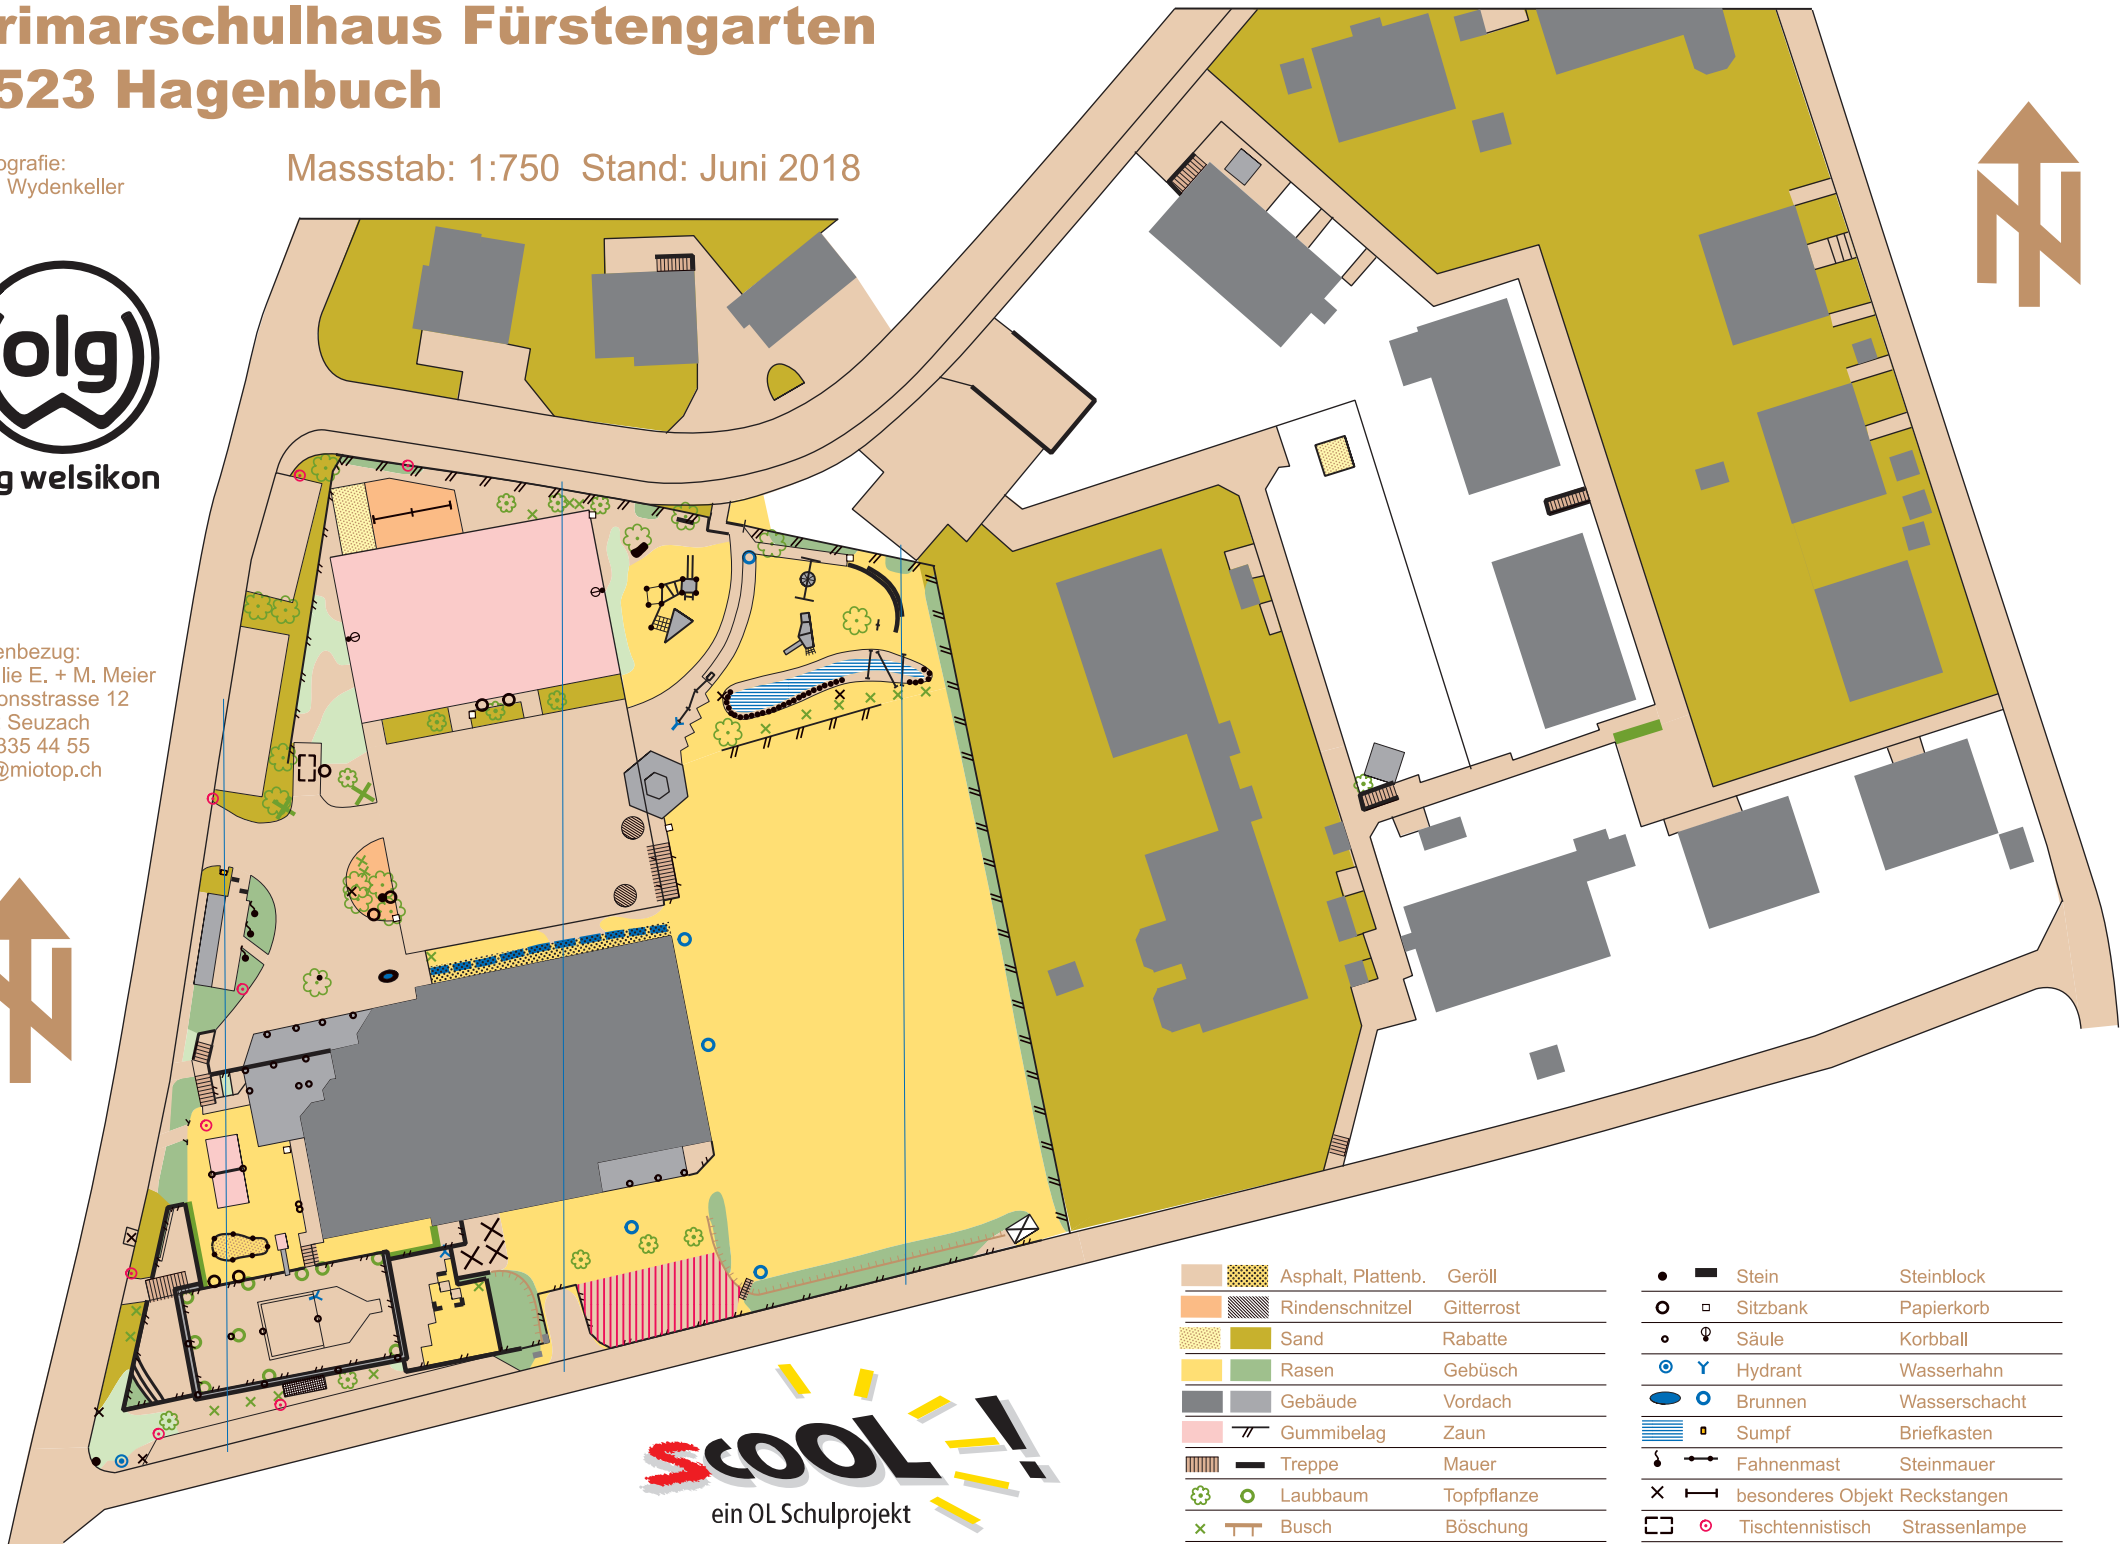 rimarschulhaus Fürstengarten
523 Hagenbuch
ografie:
Wydenkeller
Massstab: 1:750 Stand: Juni 2018
olg
g welsikon
enbezug:
lie E. + M. Meier
onsstrasse 12
Seuzach
335 44 55
@miotop.ch
N
N
scool!
ein OL Schulprojekt
Asphalt, Plattenb. Geröll
Rindenschnitzel Gitterrost
Sand Rabatte
Rasen Gebüsch
Gebäude Vordach
Gummibelag Zaun
Treppe Mauer
Laubbaum Topfpflanze
Busch Böschung
Stein Steinblock
Sitzbank Papierkorb
Säule Korbball
Hydrant Wasserhahn
Brunnen Wasserschacht
Sumpf Briefkasten
Fahnenmast Steinmauer
besonderes Objekt Reckstangen
Tischtennistisch Strassenlampe